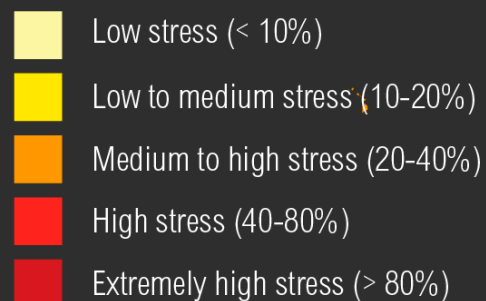 Low stress (< 10%)
Low to medium stress (10-20%)
Medium to high stress (20-40%)
High stress (40-80%)
Extremely high stress (> 80%)